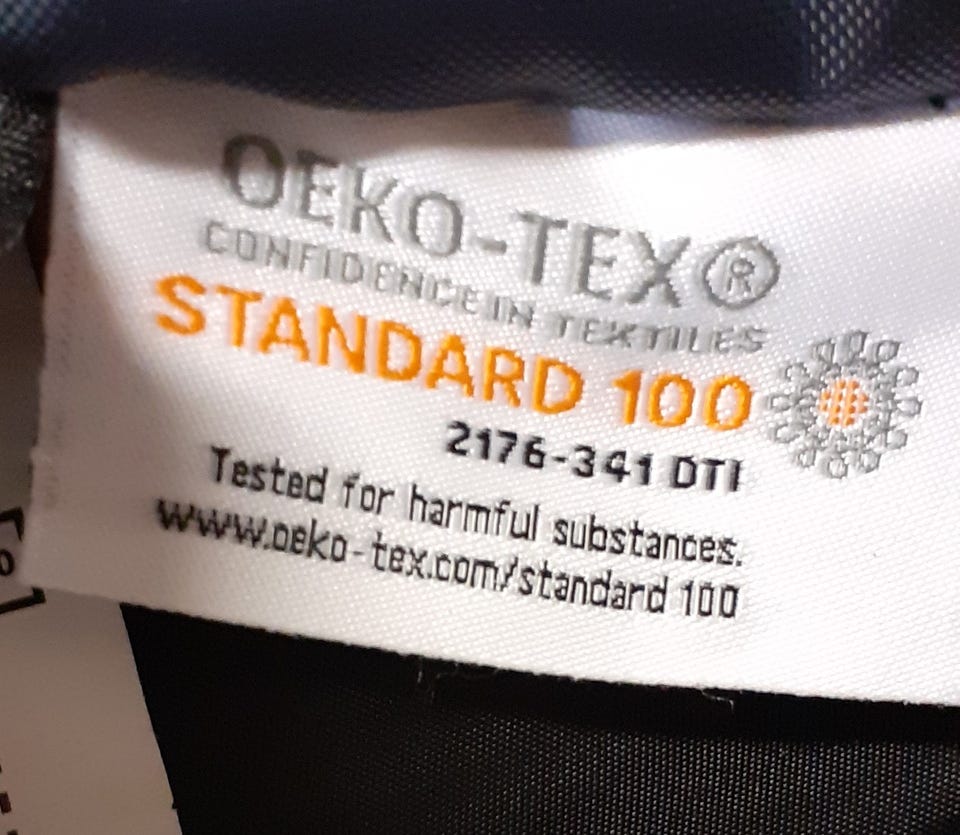 OEKO-TEX®
CONFIDENCE IN TEXTILES
STANDARD 100
2176-341 DTI
Tested for harmful substances.
www.oeko-tex.com/standard 100